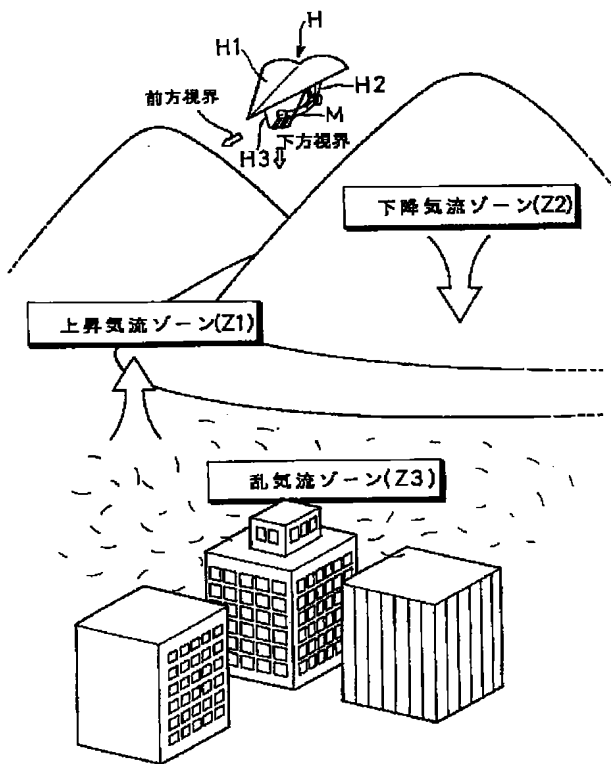 H
H1
H2
前方視界
M
H3
下方視界
下降気流ゾーン(Z2)
上昇気流ゾーン(Z1)
乱気流ゾーン(Z3)